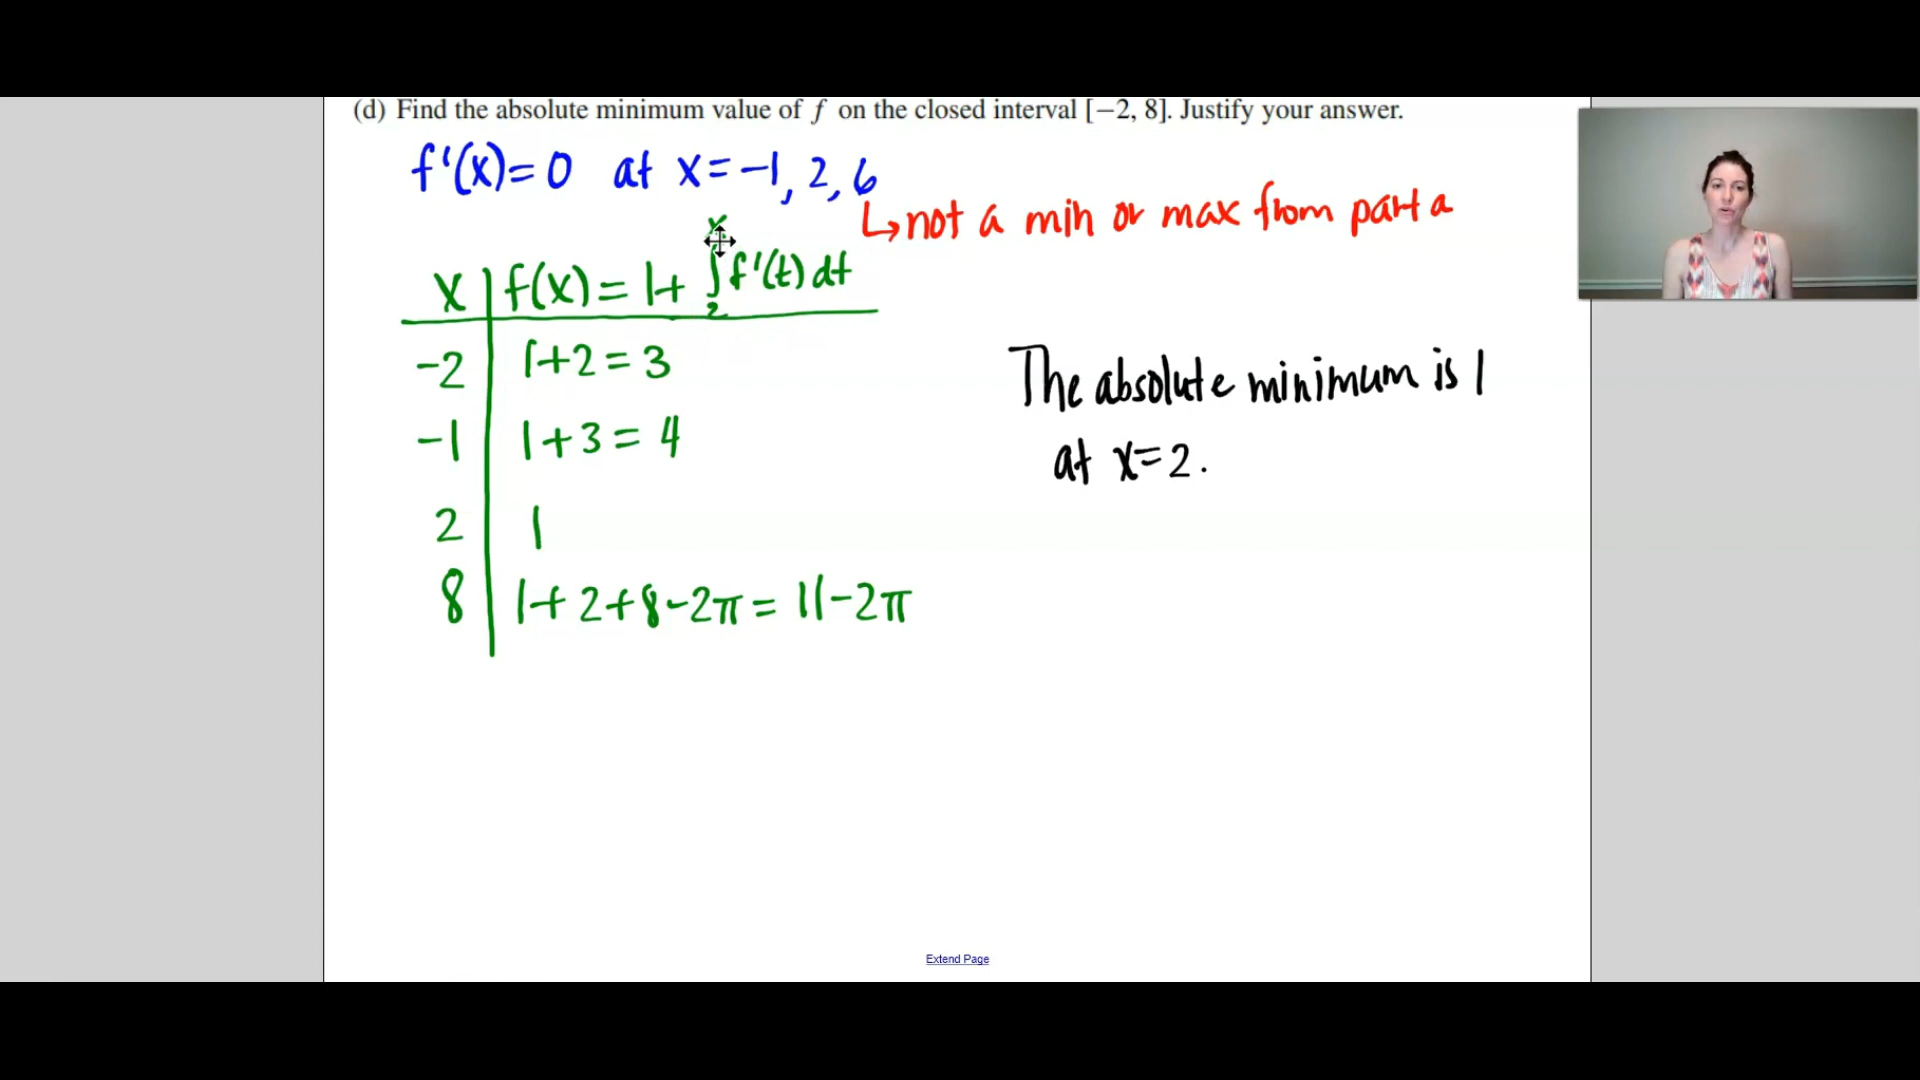 (d) Find the absolute minimum value of f on the closed interval [−2, 8]. Justify your answer.
f'(x)=0 at x=-1, 2, 6
↳ not a min or max from part a
x | f(x) = 1+ ∫₂ˣ f'(t) dt
-2 | 1+2 = 3
-1 | 1+3 = 4
2 | 1
8 | 1+2+8-2π = 11-2π
The absolute minimum is 1
at x=2.
Extend Page